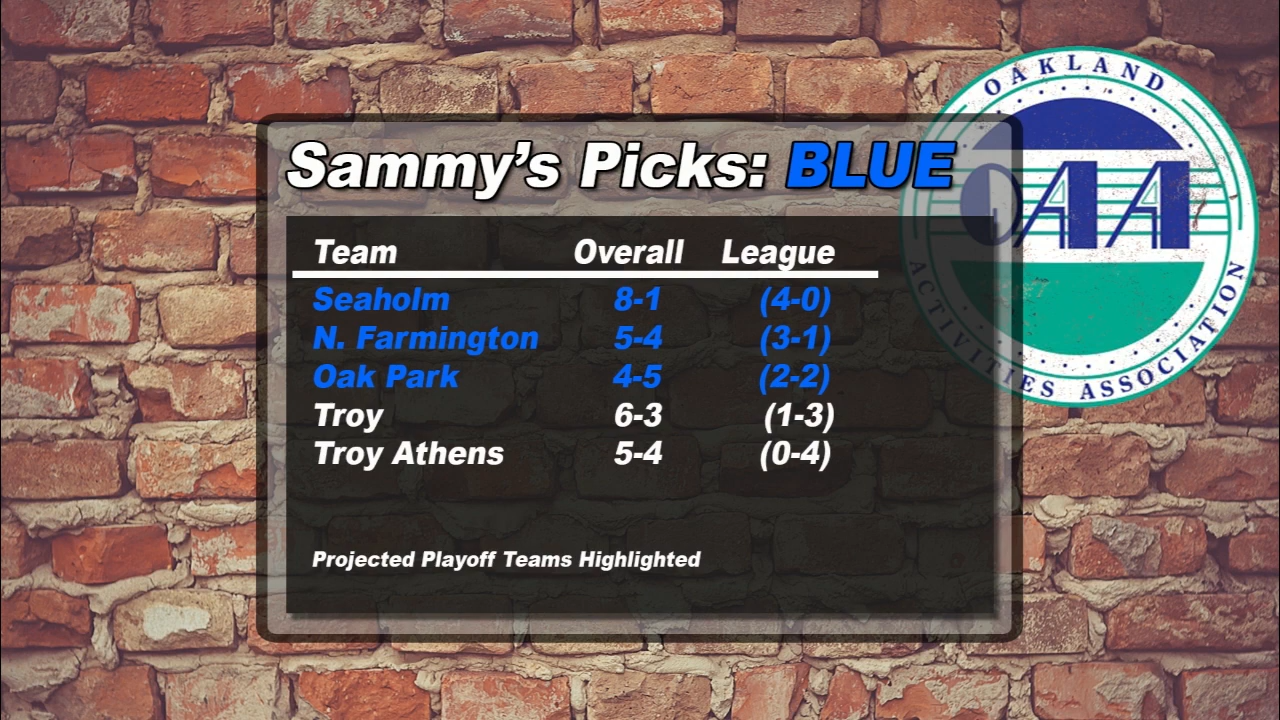 Sammy's Picks: BLUE
OAKLAND
OAA
ACTIVITIES ASSOCIATION
Team Overall League
Seaholm 8-1 (4-0)
N. Farmington 5-4 (3-1)
Oak Park 4-5 (2-2)
Troy 6-3 (1-3)
Troy Athens 5-4 (0-4)
Projected Playoff Teams Highlighted